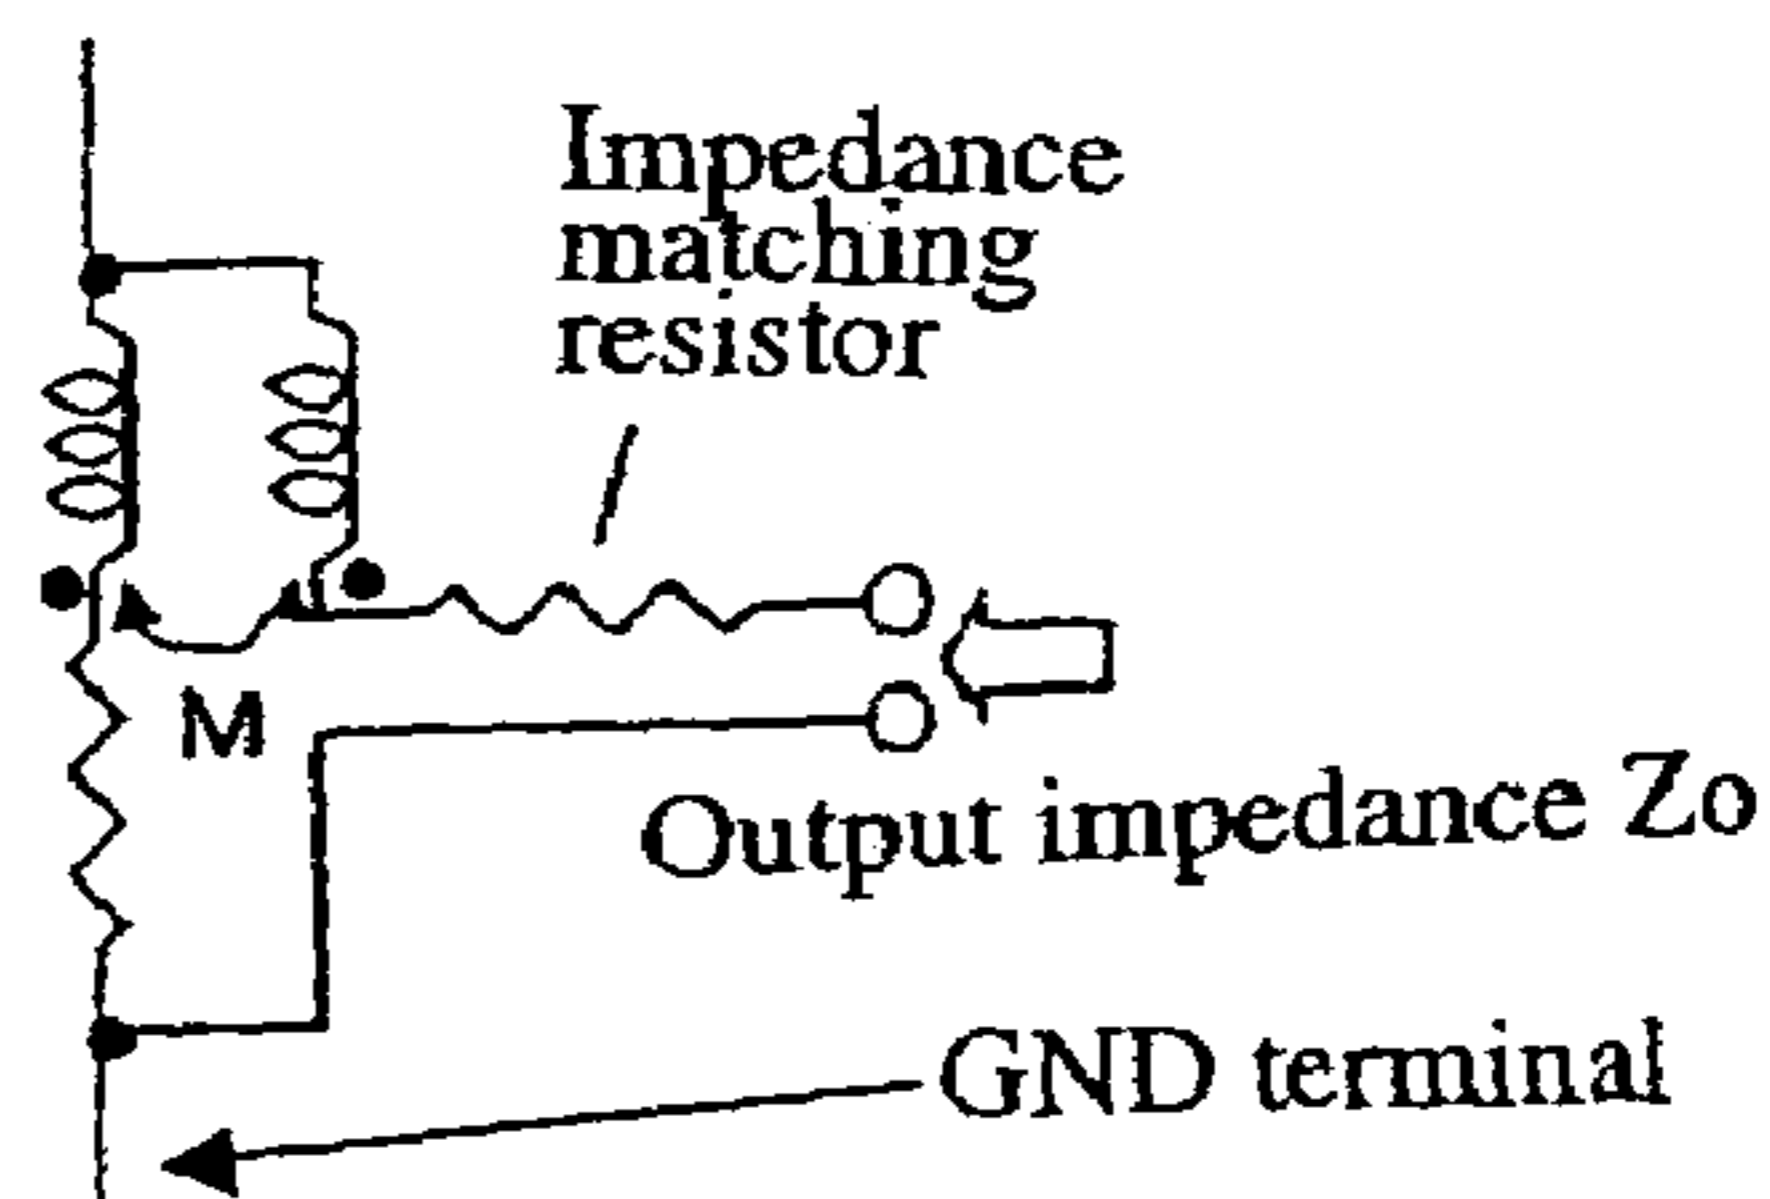 Impedance
matching
resistor
M
Output impedance Zo
GND terminal